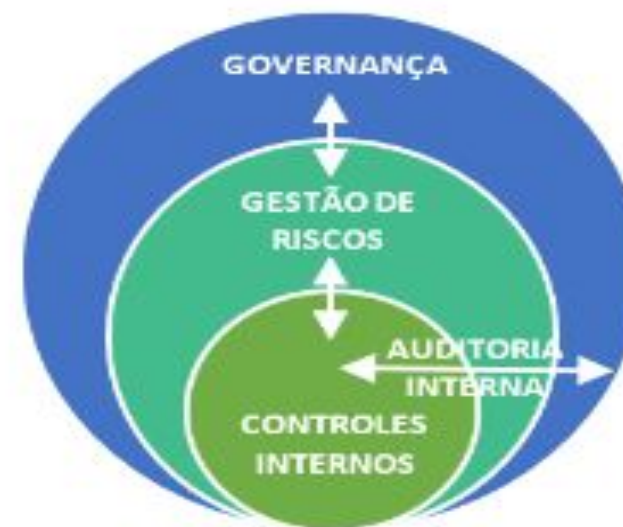 GOVERNANÇA
GESTÃO DE
RISCOS
AUDITORIA
INTERNA
CONTROLES
INTERNOS